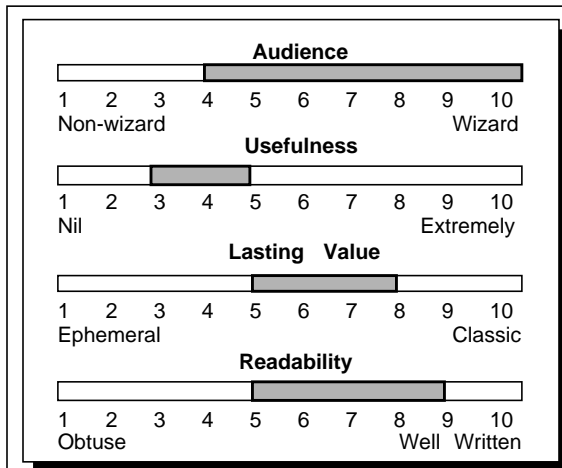 Audience
1 2 3 4 5 6 7 8 9 10
Non-wizard Wizard
Usefulness
1 2 3 4 5 6 7 8 9 10
Nil Extremely
Lasting Value
1 2 3 4 5 6 7 8 9 10
Ephemeral Classic
Readability
1 2 3 4 5 6 7 8 9 10
Obtuse Well Written